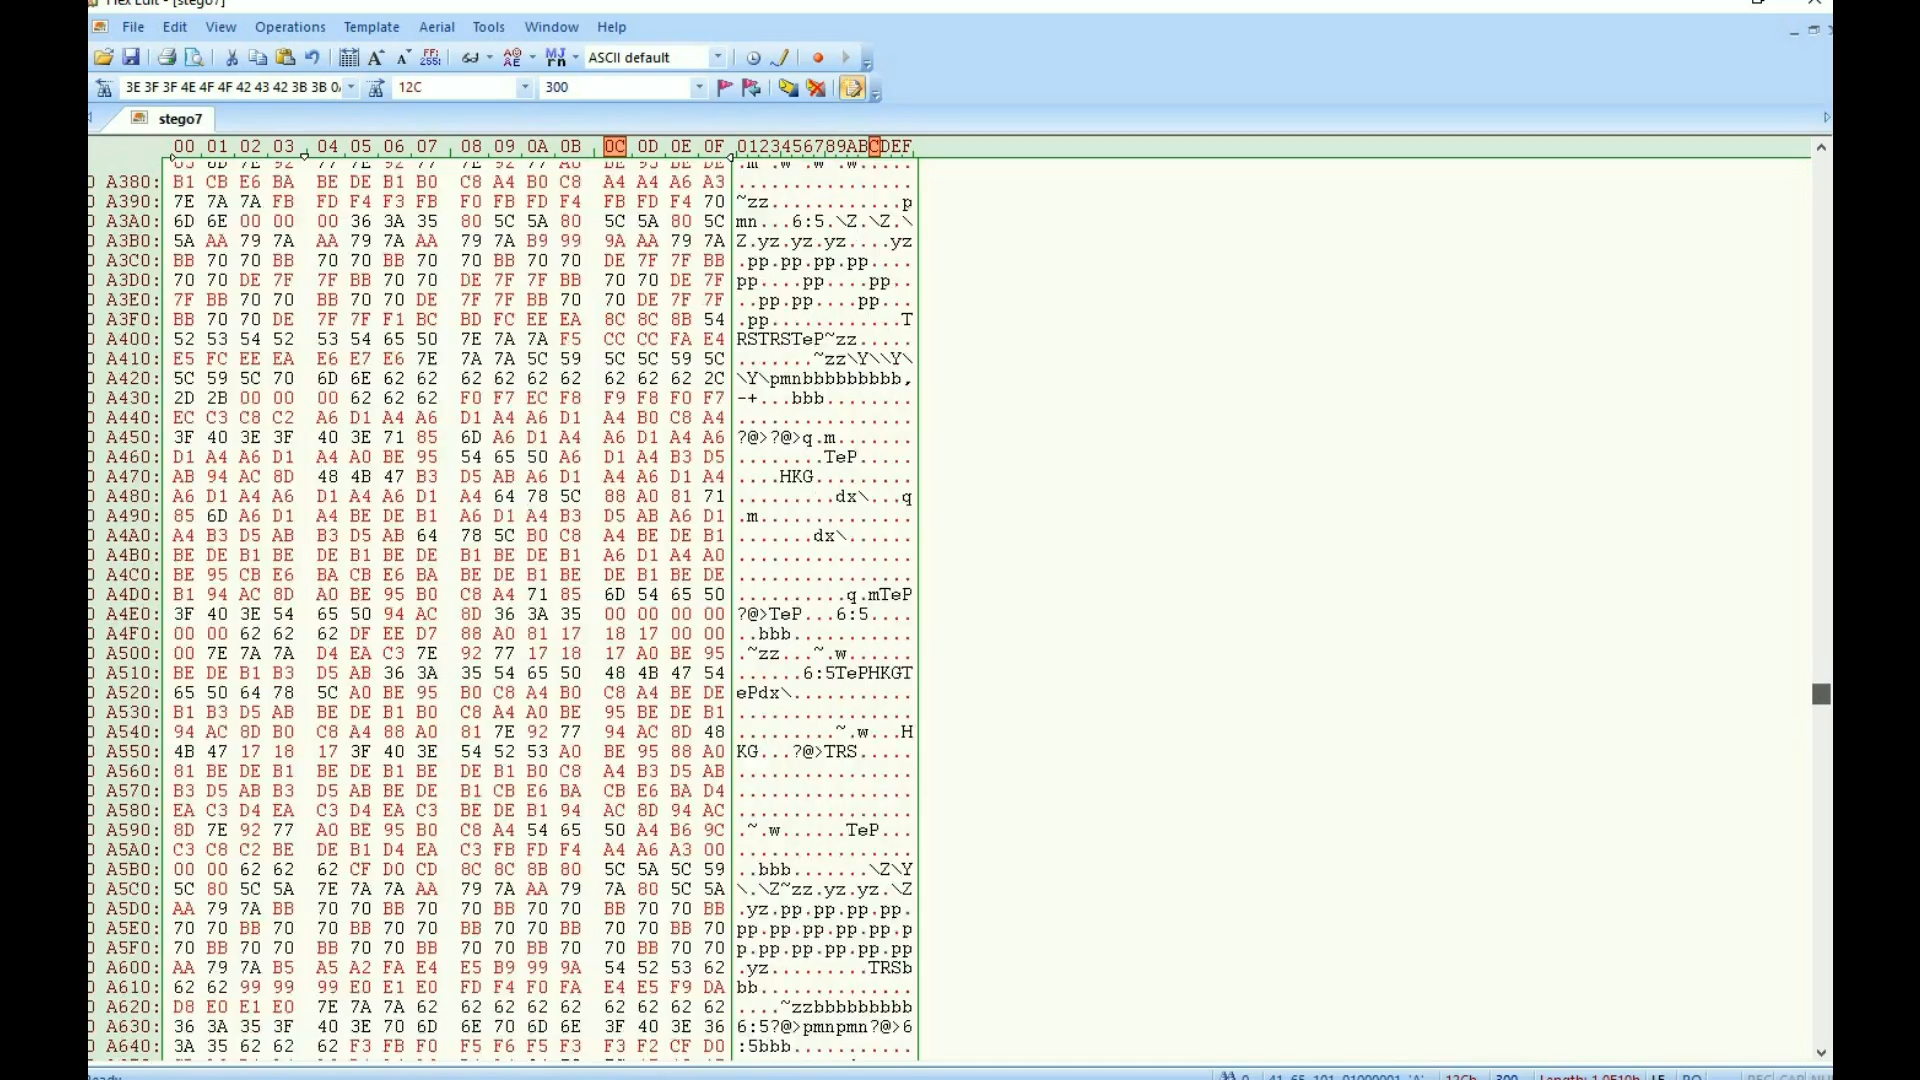 Hex Edit - [stego7]
File Edit View Operations Template Aerial Tools Window Help
ASCII default
3E 3F 3F 4E 4F 4F 42 43 42 3B 3B 12C 300
stego7
00 01 02 03 04 05 06 07 08 09 0A 0B 0C 0D 0E 0F 0123456789ABCDEF
A380: B1 CB E6 BA BE DE B1 B0 C8 A4 B0 C8 A4 A4 A6 A3 ................
A390: 7E 7A 7A FB FD F4 F3 FB F0 FB FD F4 FB FD F4 70 ~zz............p
A3A0: 6D 6E 00 00 00 36 3A 35 80 5C 5A 80 5C 5A 80 5C mn...6:5.\Z.\Z.\
A3B0: 5A AA 79 7A AA 79 7A AA 79 7A B9 99 9A AA 79 7A Z.yz.yz.yz....yz
A3C0: BB 70 70 BB 70 70 BB 70 70 BB 70 70 DE 7F 7F BB .pp.pp.pp.pp....
A3D0: 70 70 DE 7F 7F BB 70 70 DE 7F 7F BB 70 70 DE 7F pp....pp....pp..
A3E0: 7F BB 70 70 BB 70 70 DE 7F 7F BB 70 70 DE 7F 7F ..pp.pp....pp...
A3F0: BB 70 70 DE 7F 7F F1 BC BD FC EE EA 8C 8C 8B 54 .pp............T
A400: 52 53 54 52 53 54 65 50 7E 7A 7A F5 CC CC FA E4 RSTRSTeP~zz.....
A410: E5 FC EE EA E6 E7 E6 7E 7A 7A 5C 59 5C 5C 59 5C .......~zz\Y\\Y\
A420: 5C 59 5C 70 6D 6E 62 62 62 62 62 62 62 62 62 2C \Y\pmnbbbbbbbbb,
A430: 2D 2B 00 00 00 62 62 62 F0 F7 EC F8 F9 F8 F0 F7 -+...bbb........
A440: EC C3 C8 C2 A6 D1 A4 A6 D1 A4 A6 D1 A4 B0 C8 A4 ................
A450: 3F 40 3E 3F 40 3E 71 85 6D A6 D1 A4 A6 D1 A4 A6 ?@>?@>q.m.......
A460: D1 A4 A6 D1 A4 A0 BE 95 54 65 50 A6 D1 A4 B3 D5 ........TeP.....
A470: AB 94 AC 8D 48 4B 47 B3 D5 AB A6 D1 A4 A6 D1 A4 ....HKG.........
A480: A6 D1 A4 A6 D1 A4 A6 D1 A4 64 78 5C 88 A0 81 71 .........dx\...q
A490: 85 6D A6 D1 A4 BE DE B1 A6 D1 A4 B3 D5 AB A6 D1 .m..............
A4A0: A4 B3 D5 AB B3 D5 AB 64 78 5C B0 C8 A4 BE DE B1 .......dx\......
A4B0: BE DE B1 BE DE B1 BE DE B1 BE DE B1 A6 D1 A4 A0 ................
A4C0: BE 95 CB E6 BA CB E6 BA BE DE B1 BE DE B1 BE DE ................
A4D0: B1 94 AC 8D A0 BE 95 B0 C8 A4 71 85 6D 54 65 50 ..........q.mTeP
A4E0: 3F 40 3E 54 65 50 94 AC 8D 36 3A 35 00 00 00 00 ?@>TeP...6:5....
A4F0: 00 00 62 62 62 DF EE D7 88 A0 81 17 18 17 00 00 ..bbb...........
A500: 00 7E 7A 7A D4 EA C3 7E 92 77 17 18 17 A0 BE 95 .~zz...~.w......
A510: BE DE B1 B3 D5 AB 36 3A 35 54 65 50 48 4B 47 54 ......6:5TePHKGT
A520: 65 50 64 78 5C A0 BE 95 B0 C8 A4 B0 C8 A4 BE DE ePdx\...........
A530: B1 B3 D5 AB BE DE B1 B0 C8 A4 A0 BE 95 BE DE B1 ................
A540: 94 AC 8D B0 C8 A4 88 A0 81 7E 92 77 94 AC 8D 48 .........~.w...H
A550: 4B 47 17 18 17 3F 40 3E 54 52 53 A0 BE 95 88 A0 KG...?@>TRS.....
A560: 81 BE DE B1 BE DE B1 BE DE B1 B0 C8 A4 B3 D5 AB ................
A570: B3 D5 AB B3 D5 AB BE DE B1 CB E6 BA CB E6 BA D4 ................
A580: EA C3 D4 EA C3 D4 EA C3 BE DE B1 94 AC 8D 94 AC ................
A590: 8D 7E 92 77 A0 BE 95 B0 C8 A4 54 65 50 A4 B6 9C .~.w......TeP...
A5A0: C3 C8 C2 BE DE B1 D4 EA C3 FB FD F4 A4 A6 A3 00 ................
A5B0: 00 00 62 62 62 CF D0 CD 8C 8C 8B 80 5C 5A 5C 59 ..bbb.......\Z\Y
A5C0: 5C 80 5C 5A 7E 7A 7A AA 79 7A AA 79 7A 80 5C 5A \.\Z~zz.yz.yz.\Z
A5D0: AA 79 7A BB 70 70 BB 70 70 BB 70 70 BB 70 70 BB .yz.pp.pp.pp.pp.
A5E0: 70 70 BB 70 70 BB 70 70 BB 70 70 BB 70 70 BB 70 pp.pp.pp.pp.pp.p
A5F0: 70 BB 70 70 BB 70 70 BB 70 70 BB 70 70 BB 70 70 p.pp.pp.pp.pp.pp
A600: AA 79 7A B5 A5 A2 FA E4 E5 B9 99 9A 54 52 53 62 .yz.........TRSb
A610: 62 62 99 99 99 E0 E1 E0 FD F4 F0 FA E4 E5 F9 DA bb..............
A620: D8 E0 E1 E0 7E 7A 7A 62 62 62 62 62 62 62 62 62 ....~zzbbbbbbbbb
A630: 36 3A 35 3F 40 3E 70 6D 6E 70 6D 6E 3F 40 3E 36 6:5?@>pmnpmn?@>6
A640: 3A 35 62 62 62 F3 FB F0 F5 F6 F5 F3 F3 F2 CF D0 :5bbb...........